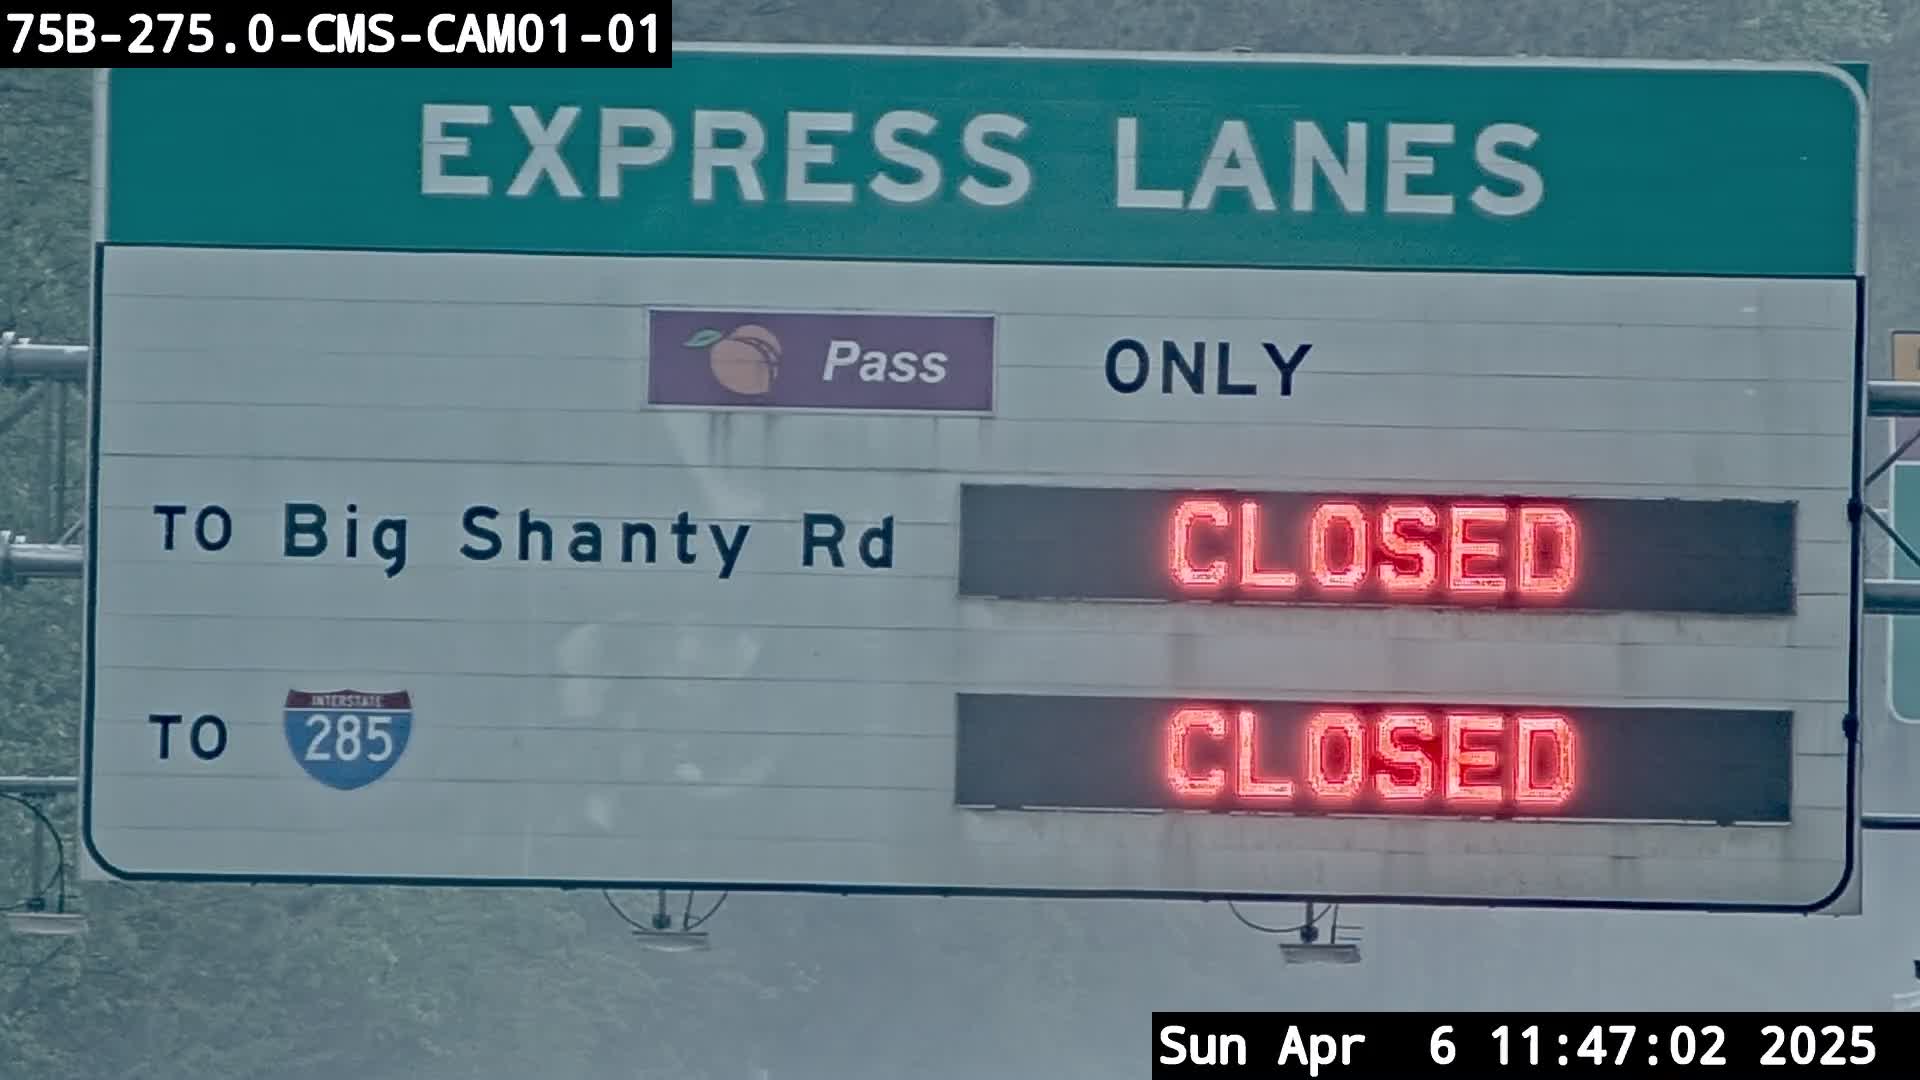 75B-275.0-CMS-CAM01-01
EXPRESS LANES
Pass ONLY
TO Big Shanty Rd CLOSED
TO INTERSTATE 285 CLOSED
Sun Apr 6 11:47:02 2025